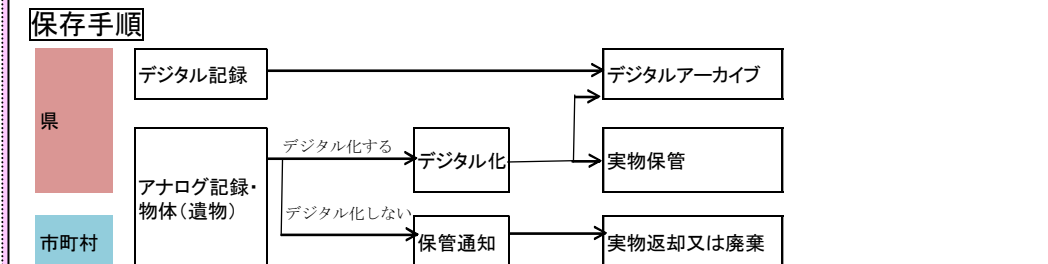 保存手順
デジタル記録
デジタルアーカイブ
県
デジタル化する
デジタル化
実物保管
アナログ記録・
物体（遺物）
デジタル化しない
市町村
保管通知
実物返却又は廃棄